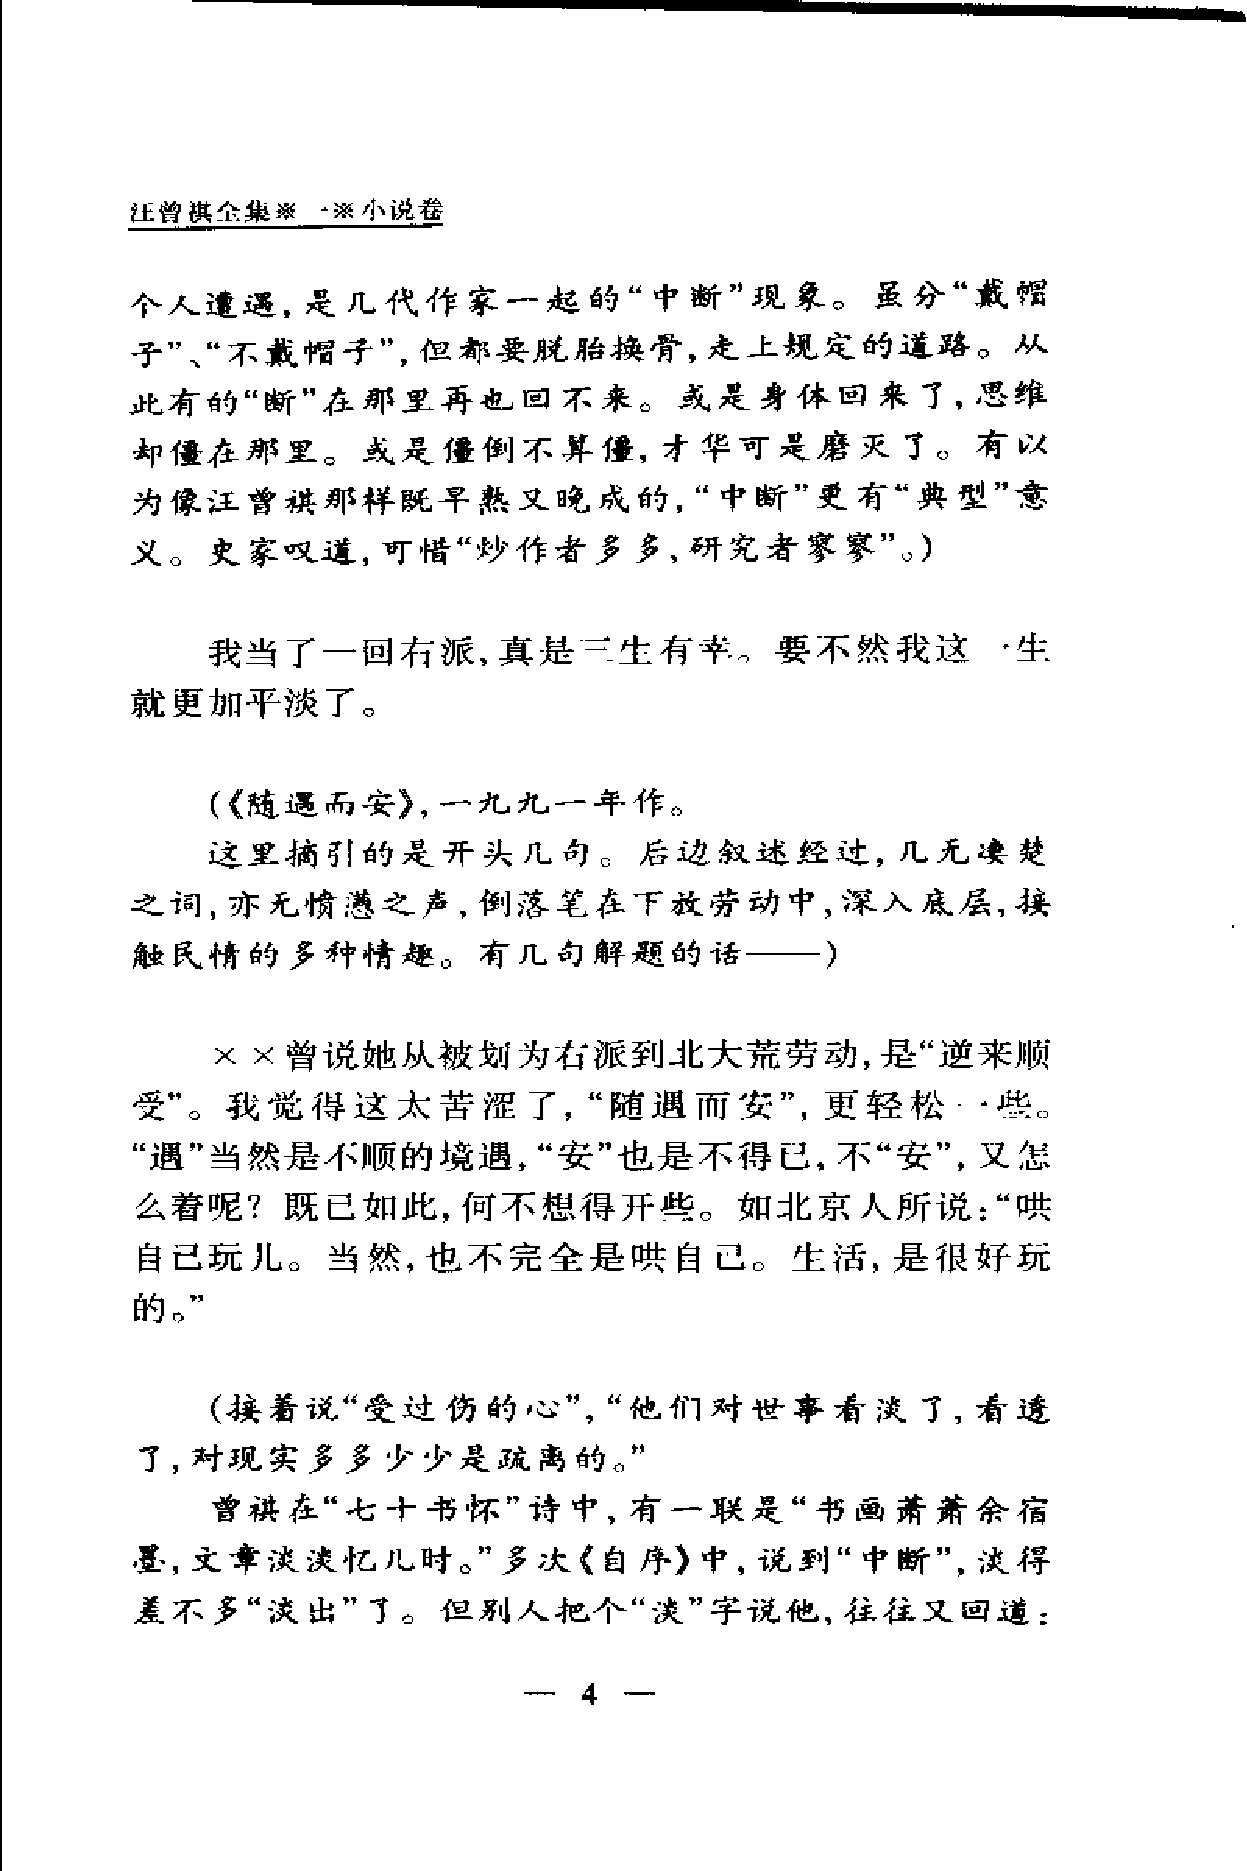 汪曾祺全集※一※小说卷
个人遭遇，是几代作家一起的“中断”现象。虽分“戴帽
子”、“不戴帽子”，但都要脱胎换骨，走上规定的道路。从
此有的“断”在那里再也回不来。或是身体回来了，思维
却僵在那里。或是僵倒不算僵，才华可是磨灭了。有以
为像汪曾祺那样既早熟又晚成的，“中断”更有“典型”意
义。史家叹道，可惜“炒作者多多，研究者寥寥”。）
我当了一回右派，真是三生有幸。要不然我这一生
就更加平淡了。
（《随遇而安》，一九九一年作。
这里摘引的是开头几句。后边叙述经过，几无凄楚
之词，亦无愤懑之声，倒落笔在下放劳动中，深入底层，接
触民情的多种情趣。有几句解题的话——）
××曾说她从被划为右派到北大荒劳动，是“逆来顺
受”。我觉得这太苦涩了，“随遇而安”，更轻松一些。
“遇”当然是不顺的境遇，“安”也是不得已，不“安”，又怎
么着呢？既已如此，何不想得开些。如北京人所说：“哄
自己玩儿。当然，也不完全是哄自己。生活，是很好玩
的。”
（接着说“受过伤的心”，“他们对世事看淡了，看透
了，对现实多多少少是疏离的。”
曾祺在“七十书怀”诗中，有一联是“书画萧萧余宿
墨，文章淡淡忆儿时。”多次《自序》中，说到“中断”，淡得
差不多“淡出”了。但别人把个“淡”字说他，往往又回道：
— 4 —